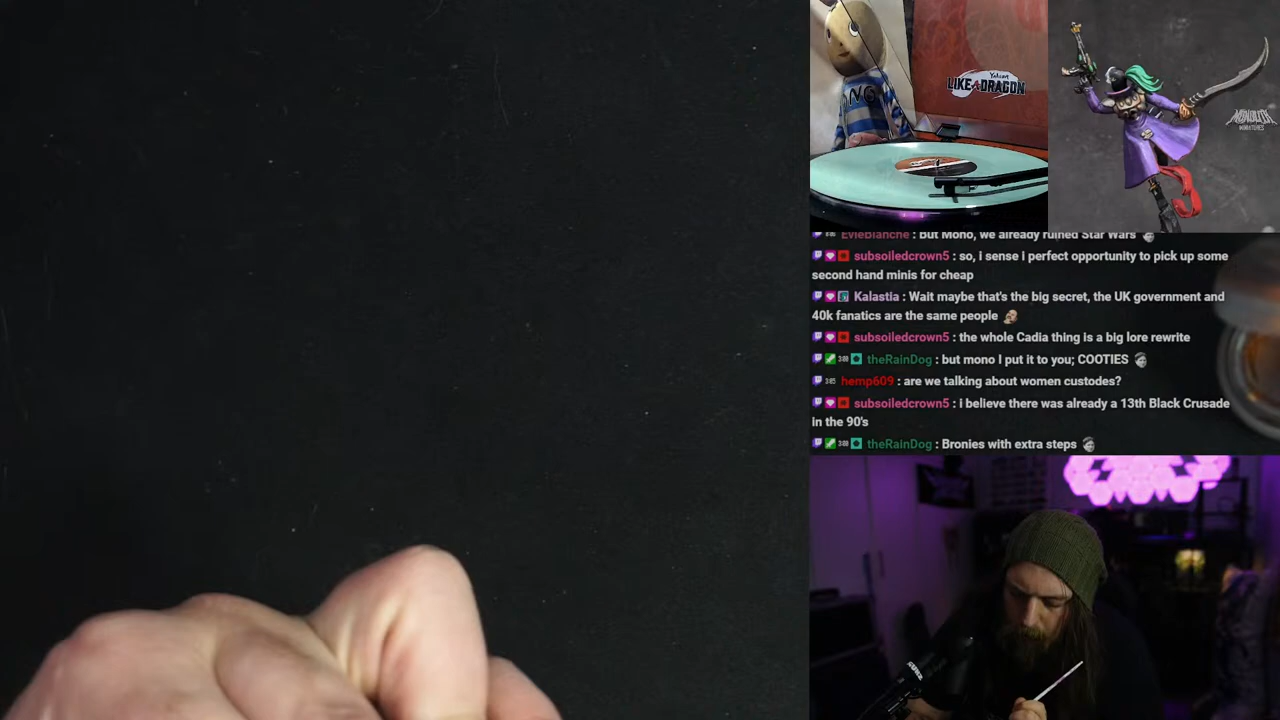 Yakuza
LIKE A DRAGON
MONOLITH
MINIATURES
EvieBlanche : But Mono, we already ruined Star Wars
subsoiledcrown5 : so, i sense i perfect opportunity to pick up some
second hand minis for cheap
Kalastia : Wait maybe that's the big secret, the UK government and
40k fanatics are the same people
subsoiledcrown5 : the whole Cadia thing is a big lore rewrite
theRainDog : but mono I put it to you; COOTIES
hemp609 : are we talking about women custodes?
subsoiledcrown5 : i believe there was already a 13th Black Crusade
in the 90's
theRainDog : Bronies with extra steps